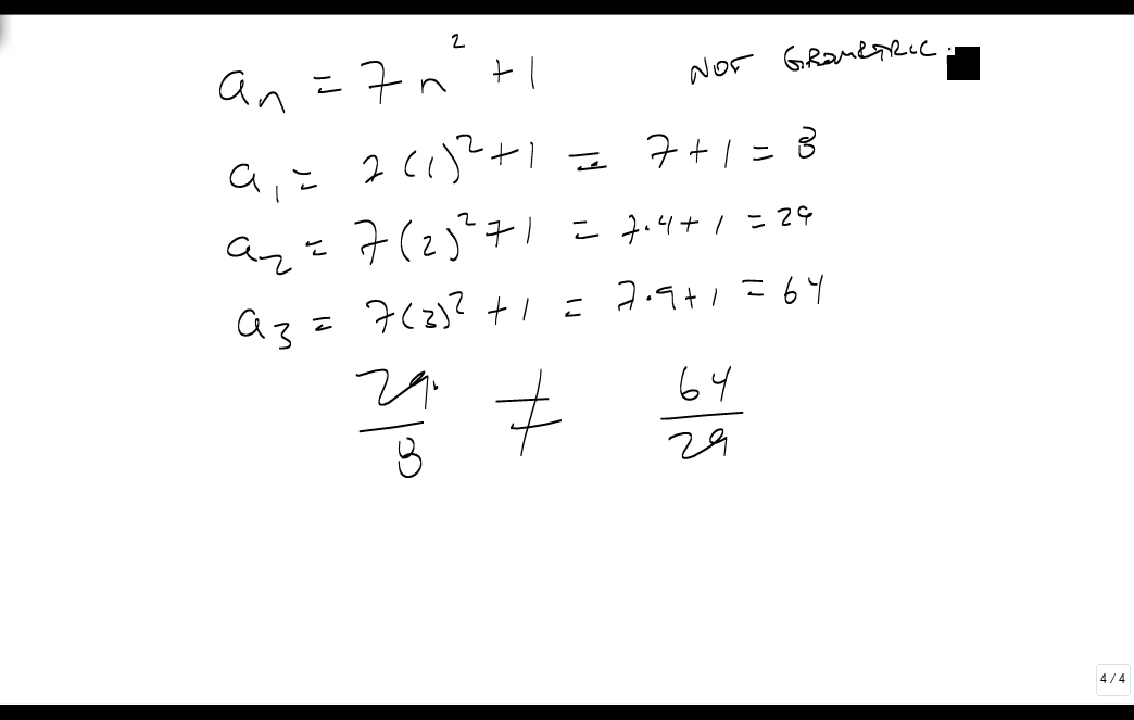 aₙ = 7n² + 1 NOT GEOMETRIC.
a₁ = 7(1)² + 1 = 7 + 1 = 8
a₂ = 7(2)² + 1 = 7·4 + 1 = 29
a₃ = 7(3)² + 1 = 7·9 + 1 = 64
29/8 ≠ 64/29
4/4